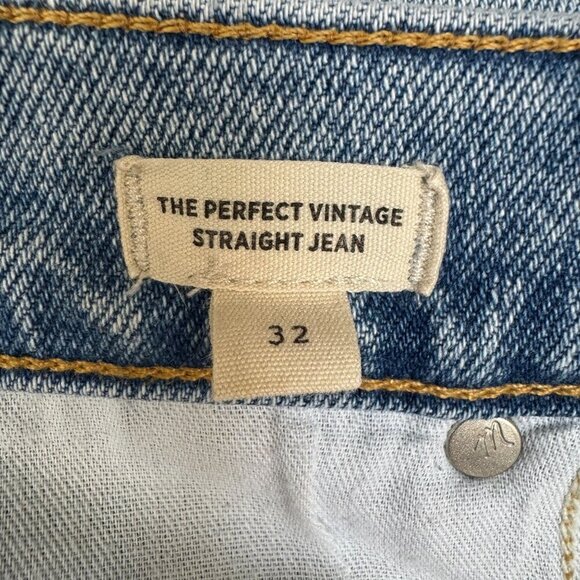 THE PERFECT VINTAGE
STRAIGHT JEAN
32
m